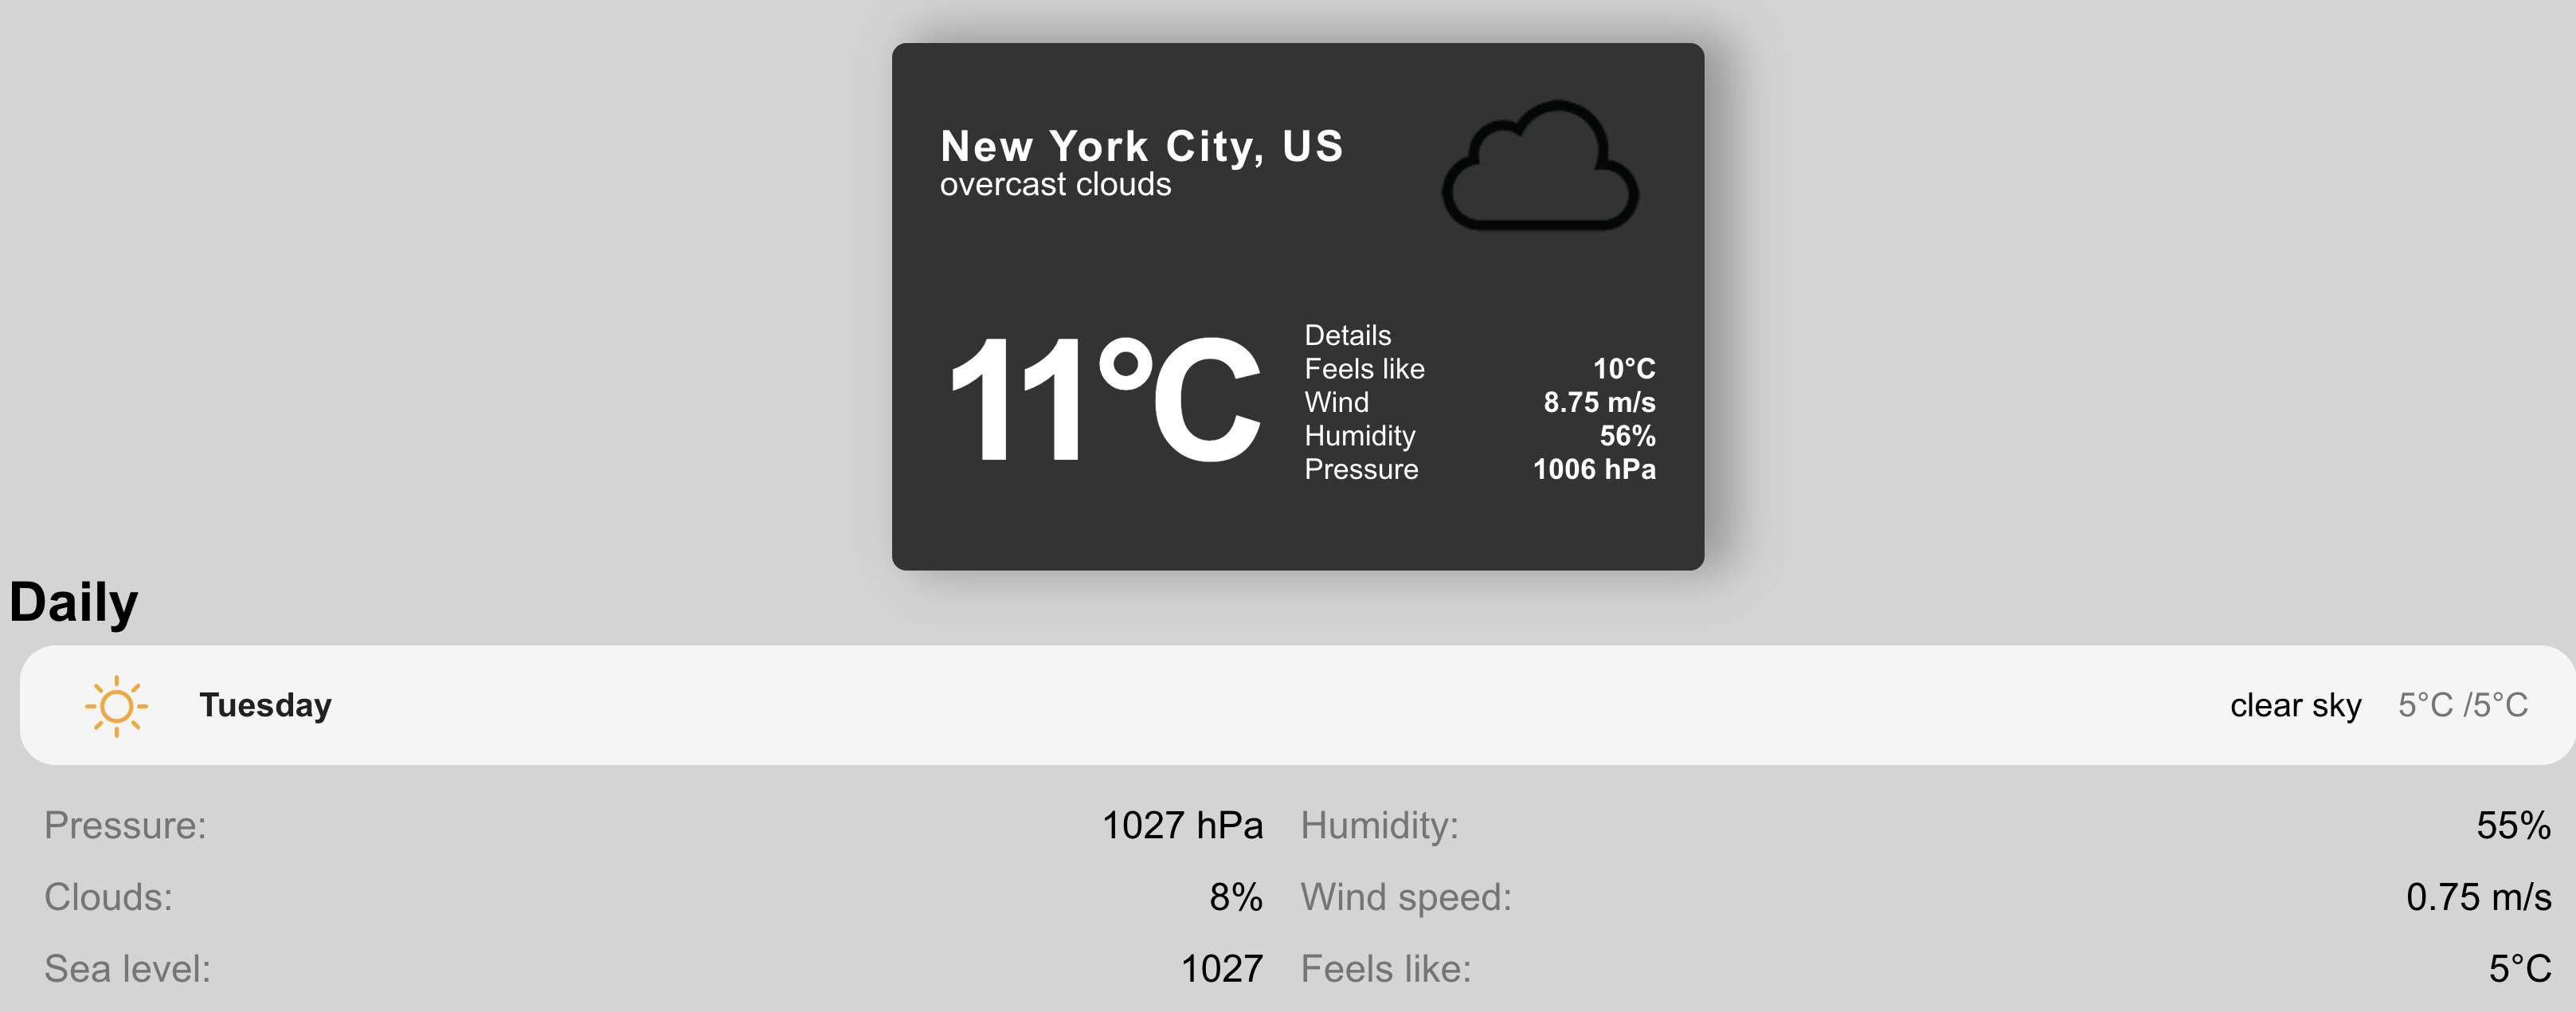 New York City, US
overcast clouds
11°C
Details
Feels like 10°C
Wind 8.75 m/s
Humidity 56%
Pressure 1006 hPa
Daily
Tuesday clear sky 5°C /5°C
Pressure: 1027 hPa Humidity: 55%
Clouds: 8% Wind speed: 0.75 m/s
Sea level: 1027 Feels like: 5°C